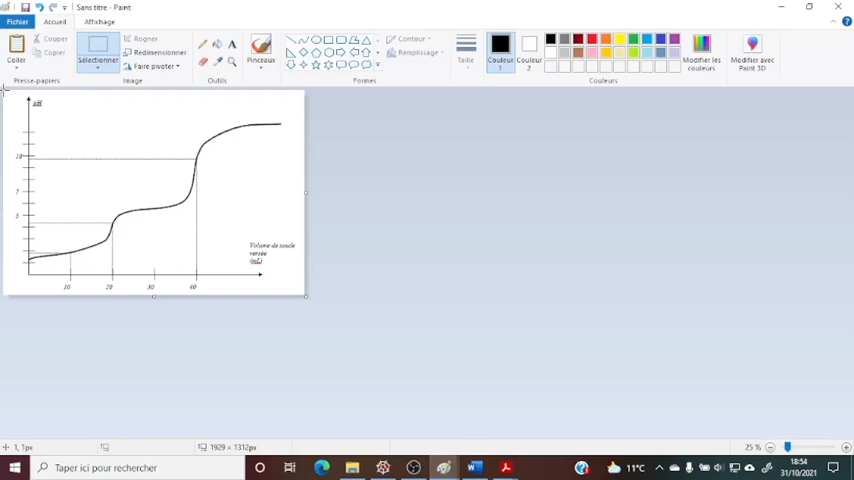 Sans titre - Paint
Fichier Accueil Affichage
Coller
Couper
Copier
Presse-papiers
Sélectionner
Rogner
Redimensionner
Faire pivoter
Image
Outils
Pinceaux
Contour
Remplissage
Formes
Taille
Couleur 1
Couleur 2
Couleurs
Modifier les couleurs
Modifier avec Paint 3D
pH
10
7
5
10 20 30 40
Volume de soude
versée
(mL)
1, 1px
1929 × 1312px
25 %
Taper ici pour rechercher
11°C
18:54
31/10/2021